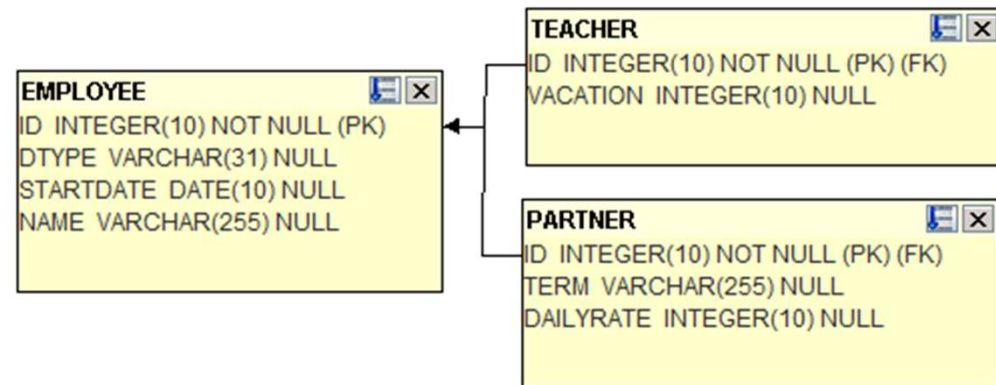 EMPLOYEE
ID INTEGER(10) NOT NULL (PK)
DTYPE VARCHAR(31) NULL
STARTDATE DATE(10) NULL
NAME VARCHAR(255) NULL
TEACHER
ID INTEGER(10) NOT NULL (PK) (FK)
VACATION INTEGER(10) NULL
PARTNER
ID INTEGER(10) NOT NULL (PK) (FK)
TERM VARCHAR(255) NULL
DAILYRATE INTEGER(10) NULL